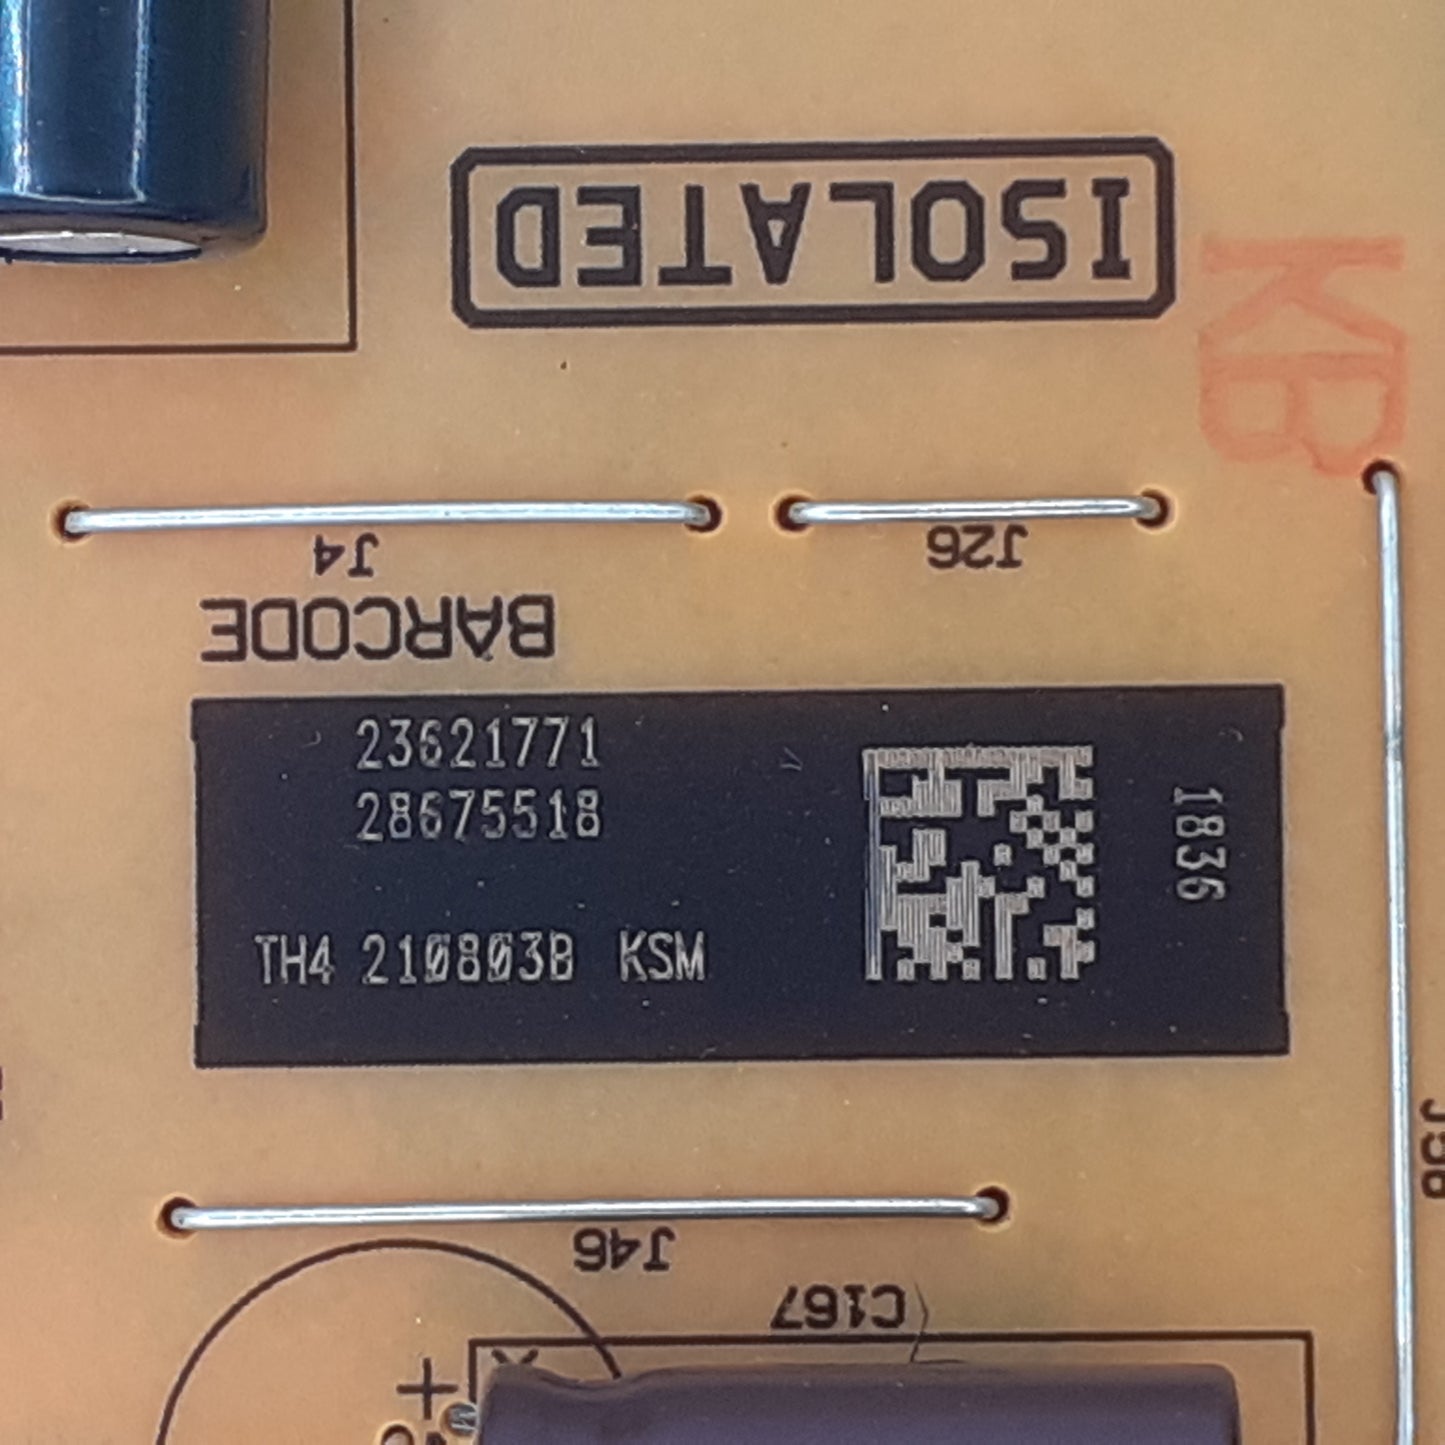 ISOLATED
KB
J4
J26
BARCODE
23621771
28675518
TH4 210803B KSM
1836
J46
C167
+